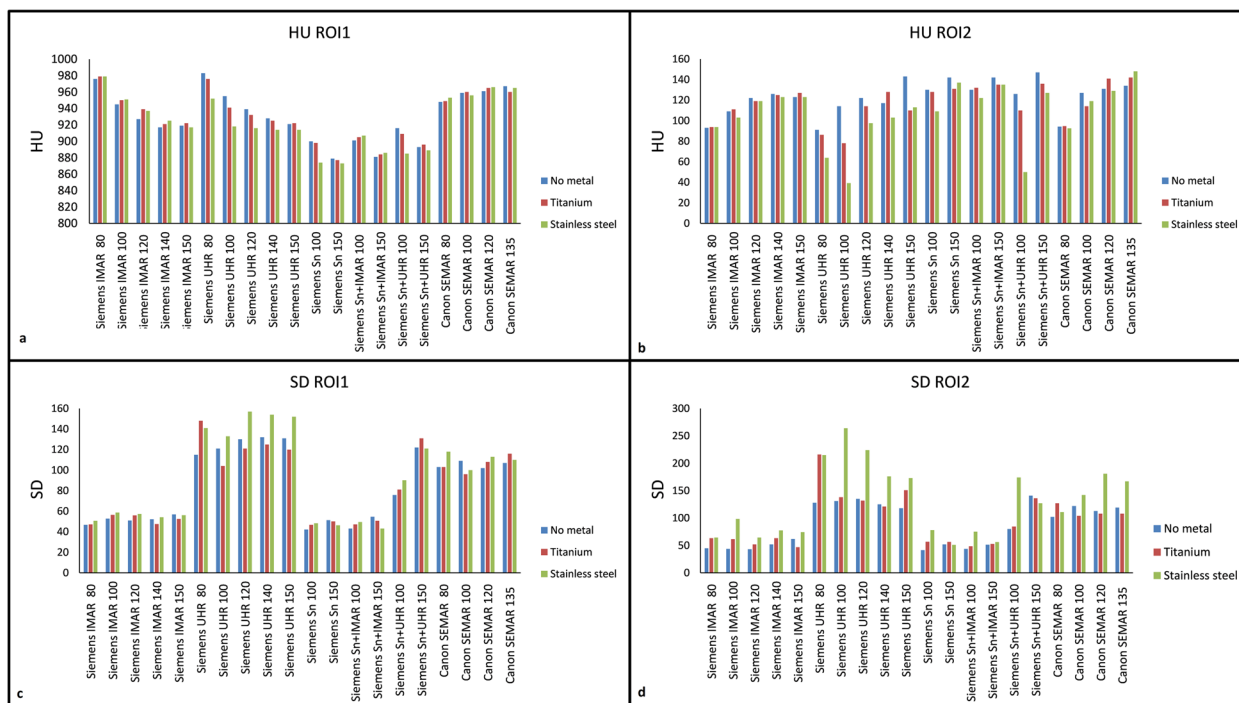 HU ROI1
1000
980
960
940
920
900
880
860
840
820
800
HU
No metal
Titanium
Stainless steel
Siemens IMAR 80
Siemens IMAR 100
Siemens IMAR 120
Siemens IMAR 140
Siemens IMAR 150
Siemens UHR 80
Siemens UHR 100
Siemens UHR 120
Siemens UHR 140
Siemens UHR 150
Siemens Sn 100
Siemens Sn 150
Siemens Sn+IMAR 100
Siemens Sn+IMAR 150
Siemens Sn+UHR 100
Siemens Sn+UHR 150
Canon SEMAR 80
Canon SEMAR 100
Canon SEMAR 120
Canon SEMAR 135
a
HU ROI2
160
140
120
100
80
60
40
20
0
HU
No metal
Titanium
Stainless steel
Siemens IMAR 80
Siemens IMAR 100
Siemens IMAR 120
Siemens IMAR 140
Siemens IMAR 150
Siemens UHR 80
Siemens UHR 100
Siemens UHR 120
Siemens UHR 140
Siemens UHR 150
Siemens Sn 100
Siemens Sn 150
Siemens Sn+IMAR 100
Siemens Sn+IMAR 150
Siemens Sn+UHR 100
Siemens Sn+UHR 150
Canon SEMAR 80
Canon SEMAR 100
Canon SEMAR 120
Canon SEMAR 135
b
SD ROI1
160
140
120
100
80
60
40
20
0
SD
No metal
Titanium
Stainless steel
Siemens IMAR 80
Siemens IMAR 100
Siemens IMAR 120
Siemens IMAR 140
Siemens IMAR 150
Siemens UHR 80
Siemens UHR 100
Siemens UHR 120
Siemens UHR 140
Siemens UHR 150
Siemens Sn 100
Siemens Sn 150
Siemens Sn+IMAR 100
Siemens Sn+IMAR 150
Siemens Sn+UHR 100
Siemens Sn+UHR 150
Canon SEMAR 80
Canon SEMAR 100
Canon SEMAR 120
Canon SEMAR 135
c
SD ROI2
300
250
200
150
100
50
0
SD
No metal
Titanium
Stainless steel
Siemens IMAR 80
Siemens IMAR 100
Siemens IMAR 120
Siemens IMAR 140
Siemens IMAR 150
Siemens UHR 80
Siemens UHR 100
Siemens UHR 120
Siemens UHR 140
Siemens UHR 150
Siemens Sn 100
Siemens Sn 150
Siemens Sn+IMAR 100
Siemens Sn+IMAR 150
Siemens Sn+UHR 100
Siemens Sn+UHR 150
Canon SEMAR 80
Canon SEMAR 100
Canon SEMAR 120
Canon SEMAR 135
d